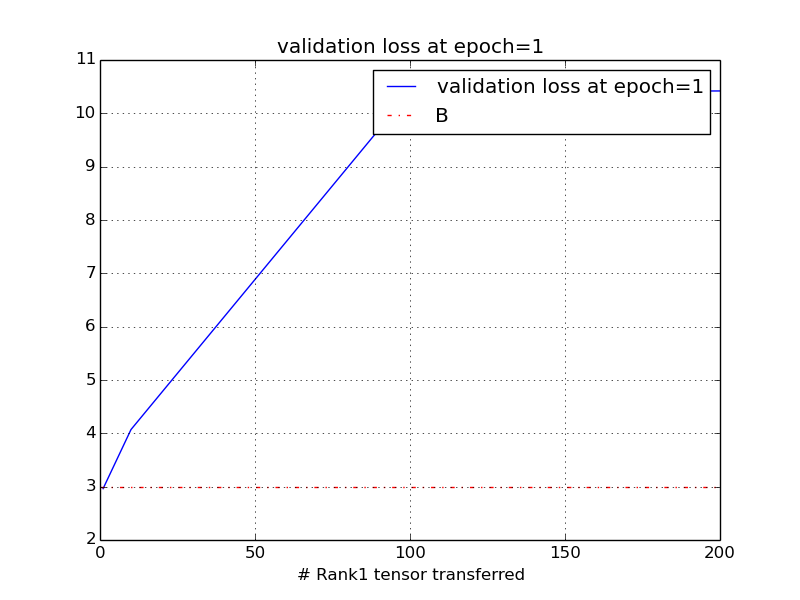 validation loss at epoch=1
11
10
9
8
7
6
5
4
3
2
validation loss at epoch=1
B
0 50 100 150 200
# Rank1 tensor transferred